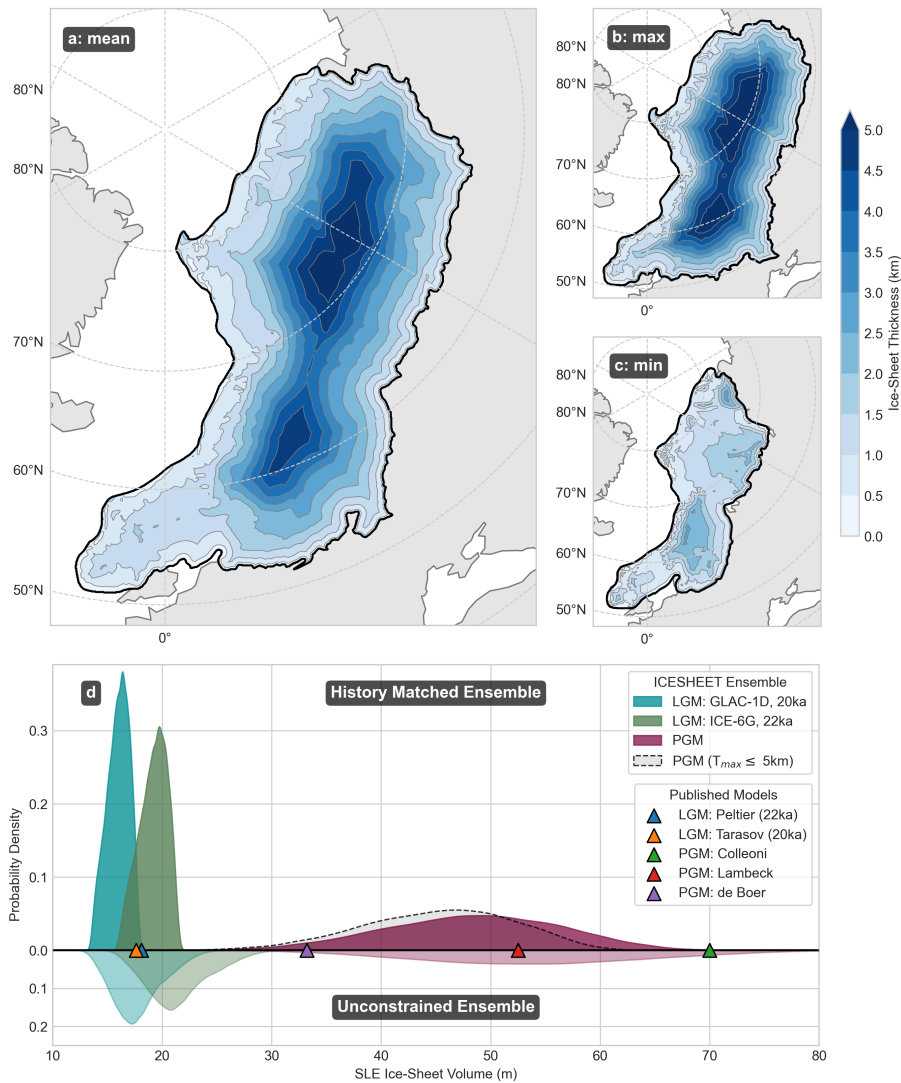 a: mean
80°N
80°N
70°N
60°N
50°N
0°
b: max
80°N
80°N
70°N
60°N
50°N
0°
c: min
80°N
80°N
70°N
60°N
50°N
0°
5.0
4.5
4.0
3.5
3.0
2.5
2.0
1.5
1.0
0.5
0.0
Ice-Sheet Thickness (km)
d
History Matched Ensemble
ICESHEET Ensemble
LGM: GLAC-1D, 20ka
LGM: ICE-6G, 22ka
PGM
PGM (Tmax ≤ 5km)
Published Models
LGM: Peltier (22ka)
LGM: Tarasov (20ka)
PGM: Colleoni
PGM: Lambeck
PGM: de Boer
Probability Density
0.3
0.2
0.1
0.0
0.1
0.2
Unconstrained Ensemble
10 20 30 40 50 60 70 80
SLE Ice-Sheet Volume (m)